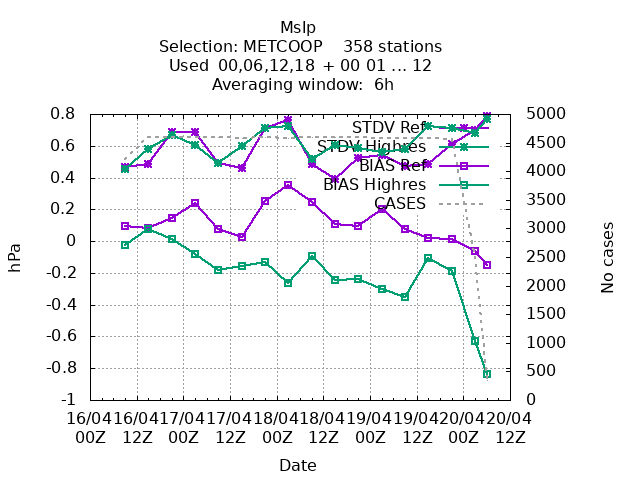 Mslp
Selection: METCOOP 358 stations
Used 00,06,12,18 + 00 01 ... 12
Averaging window: 6h
0.8
0.6
0.4
0.2
0
-0.2
-0.4
-0.6
-0.8
-1
hPa
STDV Ref
STDV Highres
BIAS Ref
BIAS Highres
CASES
5000
4500
4000
3500
3000
2500
2000
1500
1000
500
0
No cases
16/04 16/04 17/04 17/04 18/04 18/04 19/04 19/04 20/04 20/04
00Z 12Z 00Z 12Z 00Z 12Z 00Z 12Z 00Z 12Z
Date